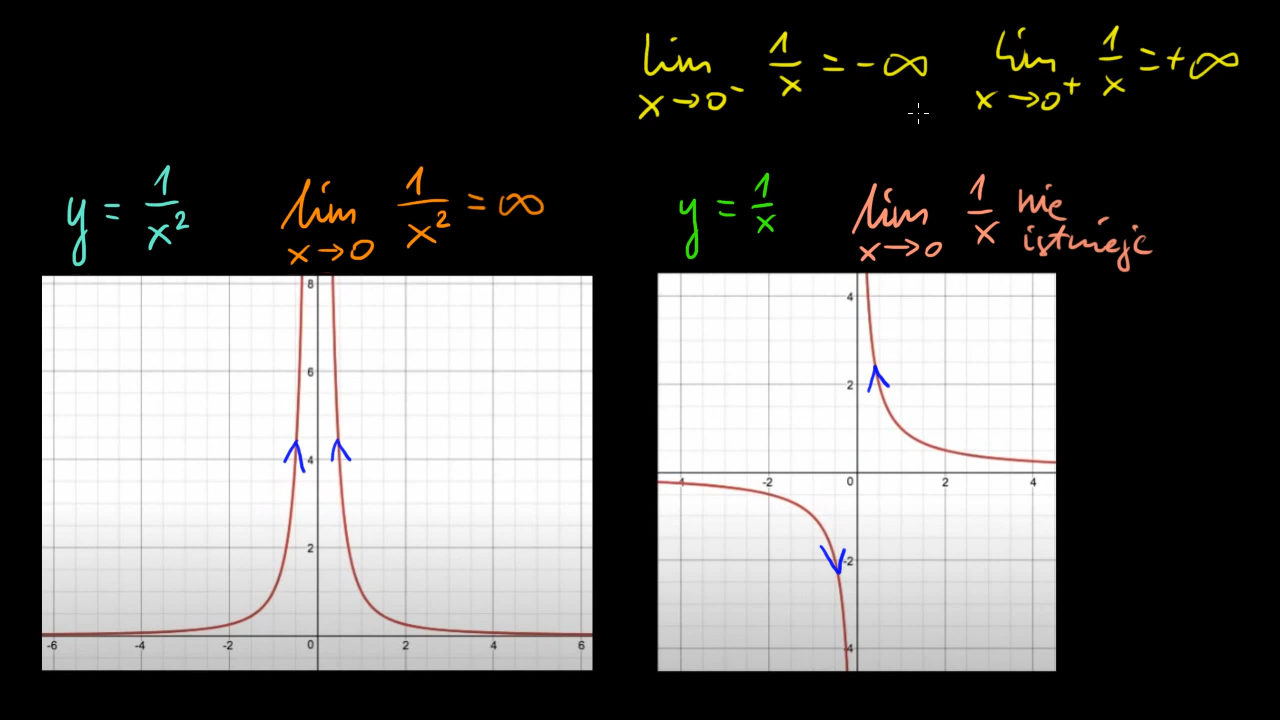 lim x→0⁻ 1/x = -∞ lim x→0⁺ 1/x = +∞
y = 1/x² lim x→0 1/x² = ∞
y = 1/x lim x→0 1/x nie istnieje
8
6
4
2
-6 -4 -2 0 2 4 6
4
2
-4 -2 0 2 4
-2
-4